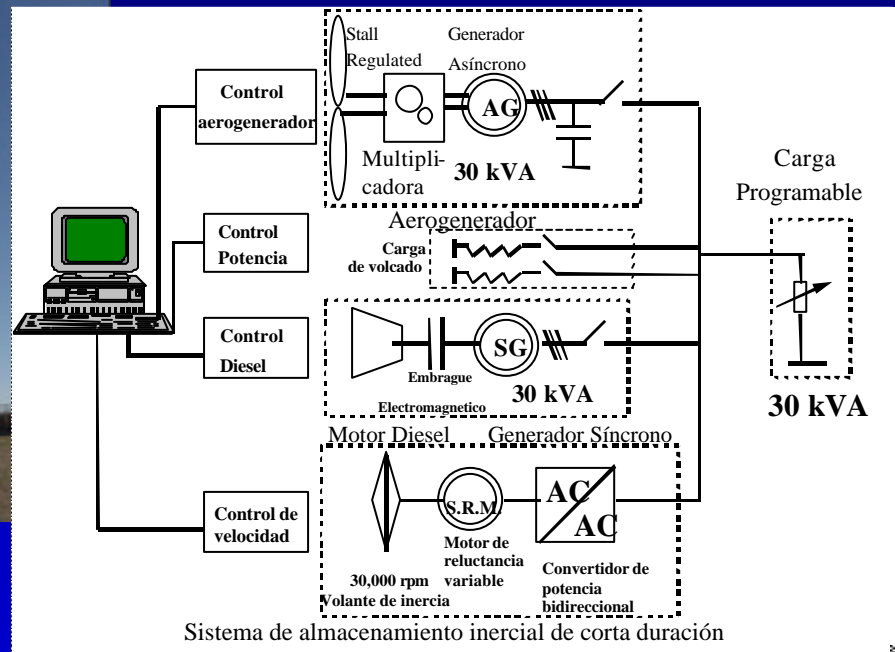 Stall
Regulated
Generador
Asíncrono
Control
aerogenerador
AG
Multipli-
cadora
30 kVA
Aerogenerador
Carga
Programable
Control
Potencia
Carga
de volcado
Control
Diesel
SG
Embrague
Electromagnetico
30 kVA
30 kVA
Motor Diesel
Generador Síncrono
Control de
velocidad
S.R.M.
AC
AC
Motor de
reluctancia
variable
30,000 rpm
Volante de inercia
Convertidor de
potencia
bidireccional
Sistema de almacenamiento inercial de corta duración